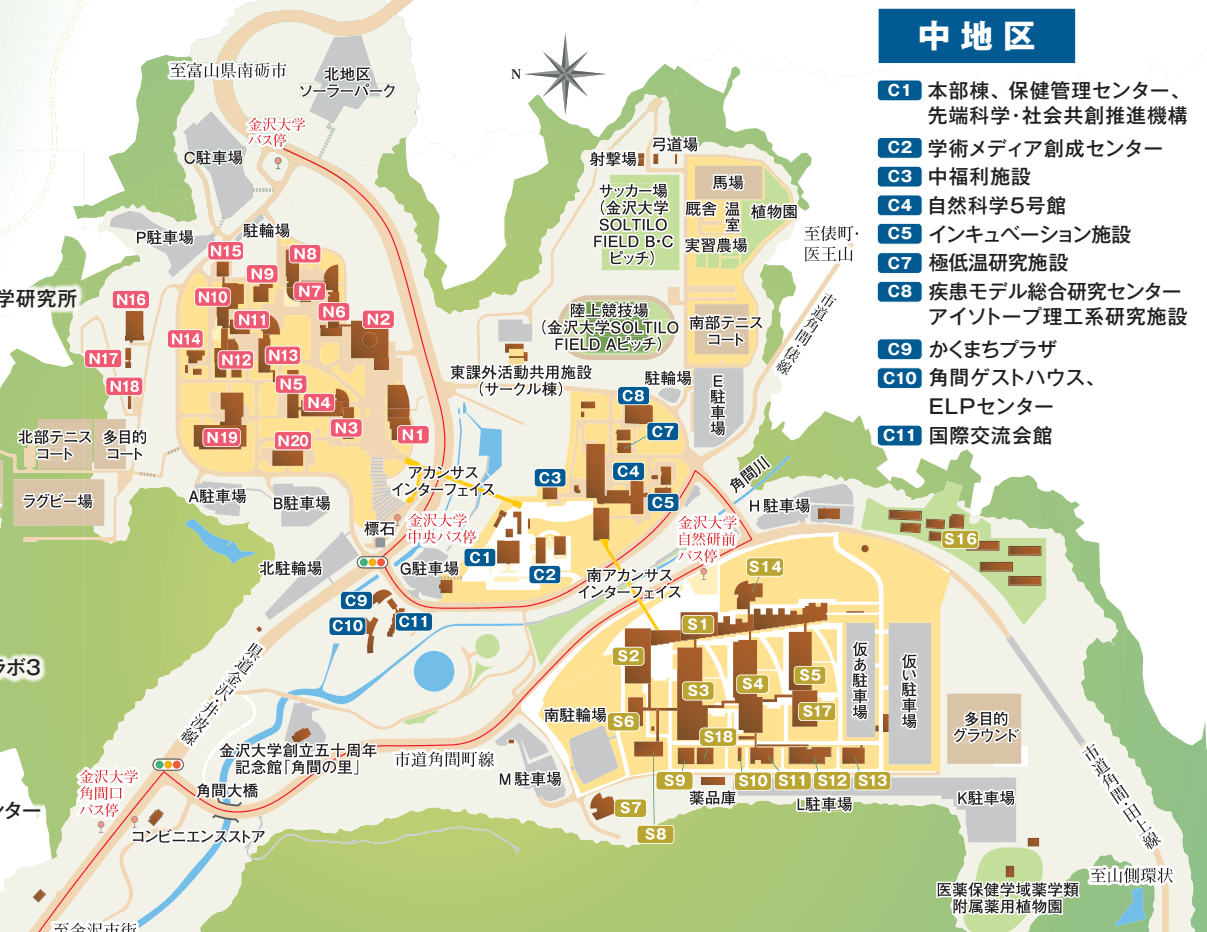 中地区
C1 本部棟、保健管理センター、
先端科学・社会共創推進機構
C2 学術メディア創成センター
C3 中福利施設
C4 自然科学5号館
C5 インキュベーション施設
C7 極低温研究施設
C8 疾患モデル総合研究センター
アイソトープ理工系研究施設
C9 かくまちプラザ
C10 角間ゲストハウス、
ELPセンター
C11 国際交流会館
N
至富山県南砺市
北地区
ソーラーパーク
金沢大学
バス停
C駐車場
P駐車場
駐輪場
N15
N8
N9
N7
N10
N6
N11
N2
N16
N14
N12
N13
N17
N5
N18
N4
N3
N19
N20
N1
学研究所
北部テニス
コート
多目的
コート
ラグビー場
A駐車場
B駐車場
北駐輪場
標石
金沢大学
中央バス停
アカンサス
インターフェイス
G駐車場
射撃場
弓道場
サッカー場
(金沢大学
SOLTILO
FIELD B・C
ピッチ)
馬場
厩舎
温室
植物園
実習農場
至俵町・
医王山
市道角間・俵線
陸上競技場
(金沢大学SOLTILO
FIELD Aピッチ)
南部テニス
コート
東課外活動共用施設
(サークル棟)
駐輪場
E駐車場
C8
C7
C4
C3
C5
C1
C2
C9
C10
C11
角間川
H駐車場
金沢大学
自然研前
バス停
南アカンサス
インターフェイス
S16
S14
S1
S2
S3
S4
S5
S6
S17
S18
S9
S10
S11
S12
S13
S7
S8
仮あ駐車場
仮い駐車場
南駐輪場
多目的
グラウンド
薬品庫
L駐車場
M駐車場
K駐車場
県道金沢・井波線
金沢大学創立五十周年
記念館「角間の里」
市道角間町線
市道角間・田上線
ラボ3
金沢大学
角間口
バス停
角間大橋
コンビニエンスストア
ンター
医薬保健学域薬学類
附属薬用植物園
至山側環状
至金沢市街